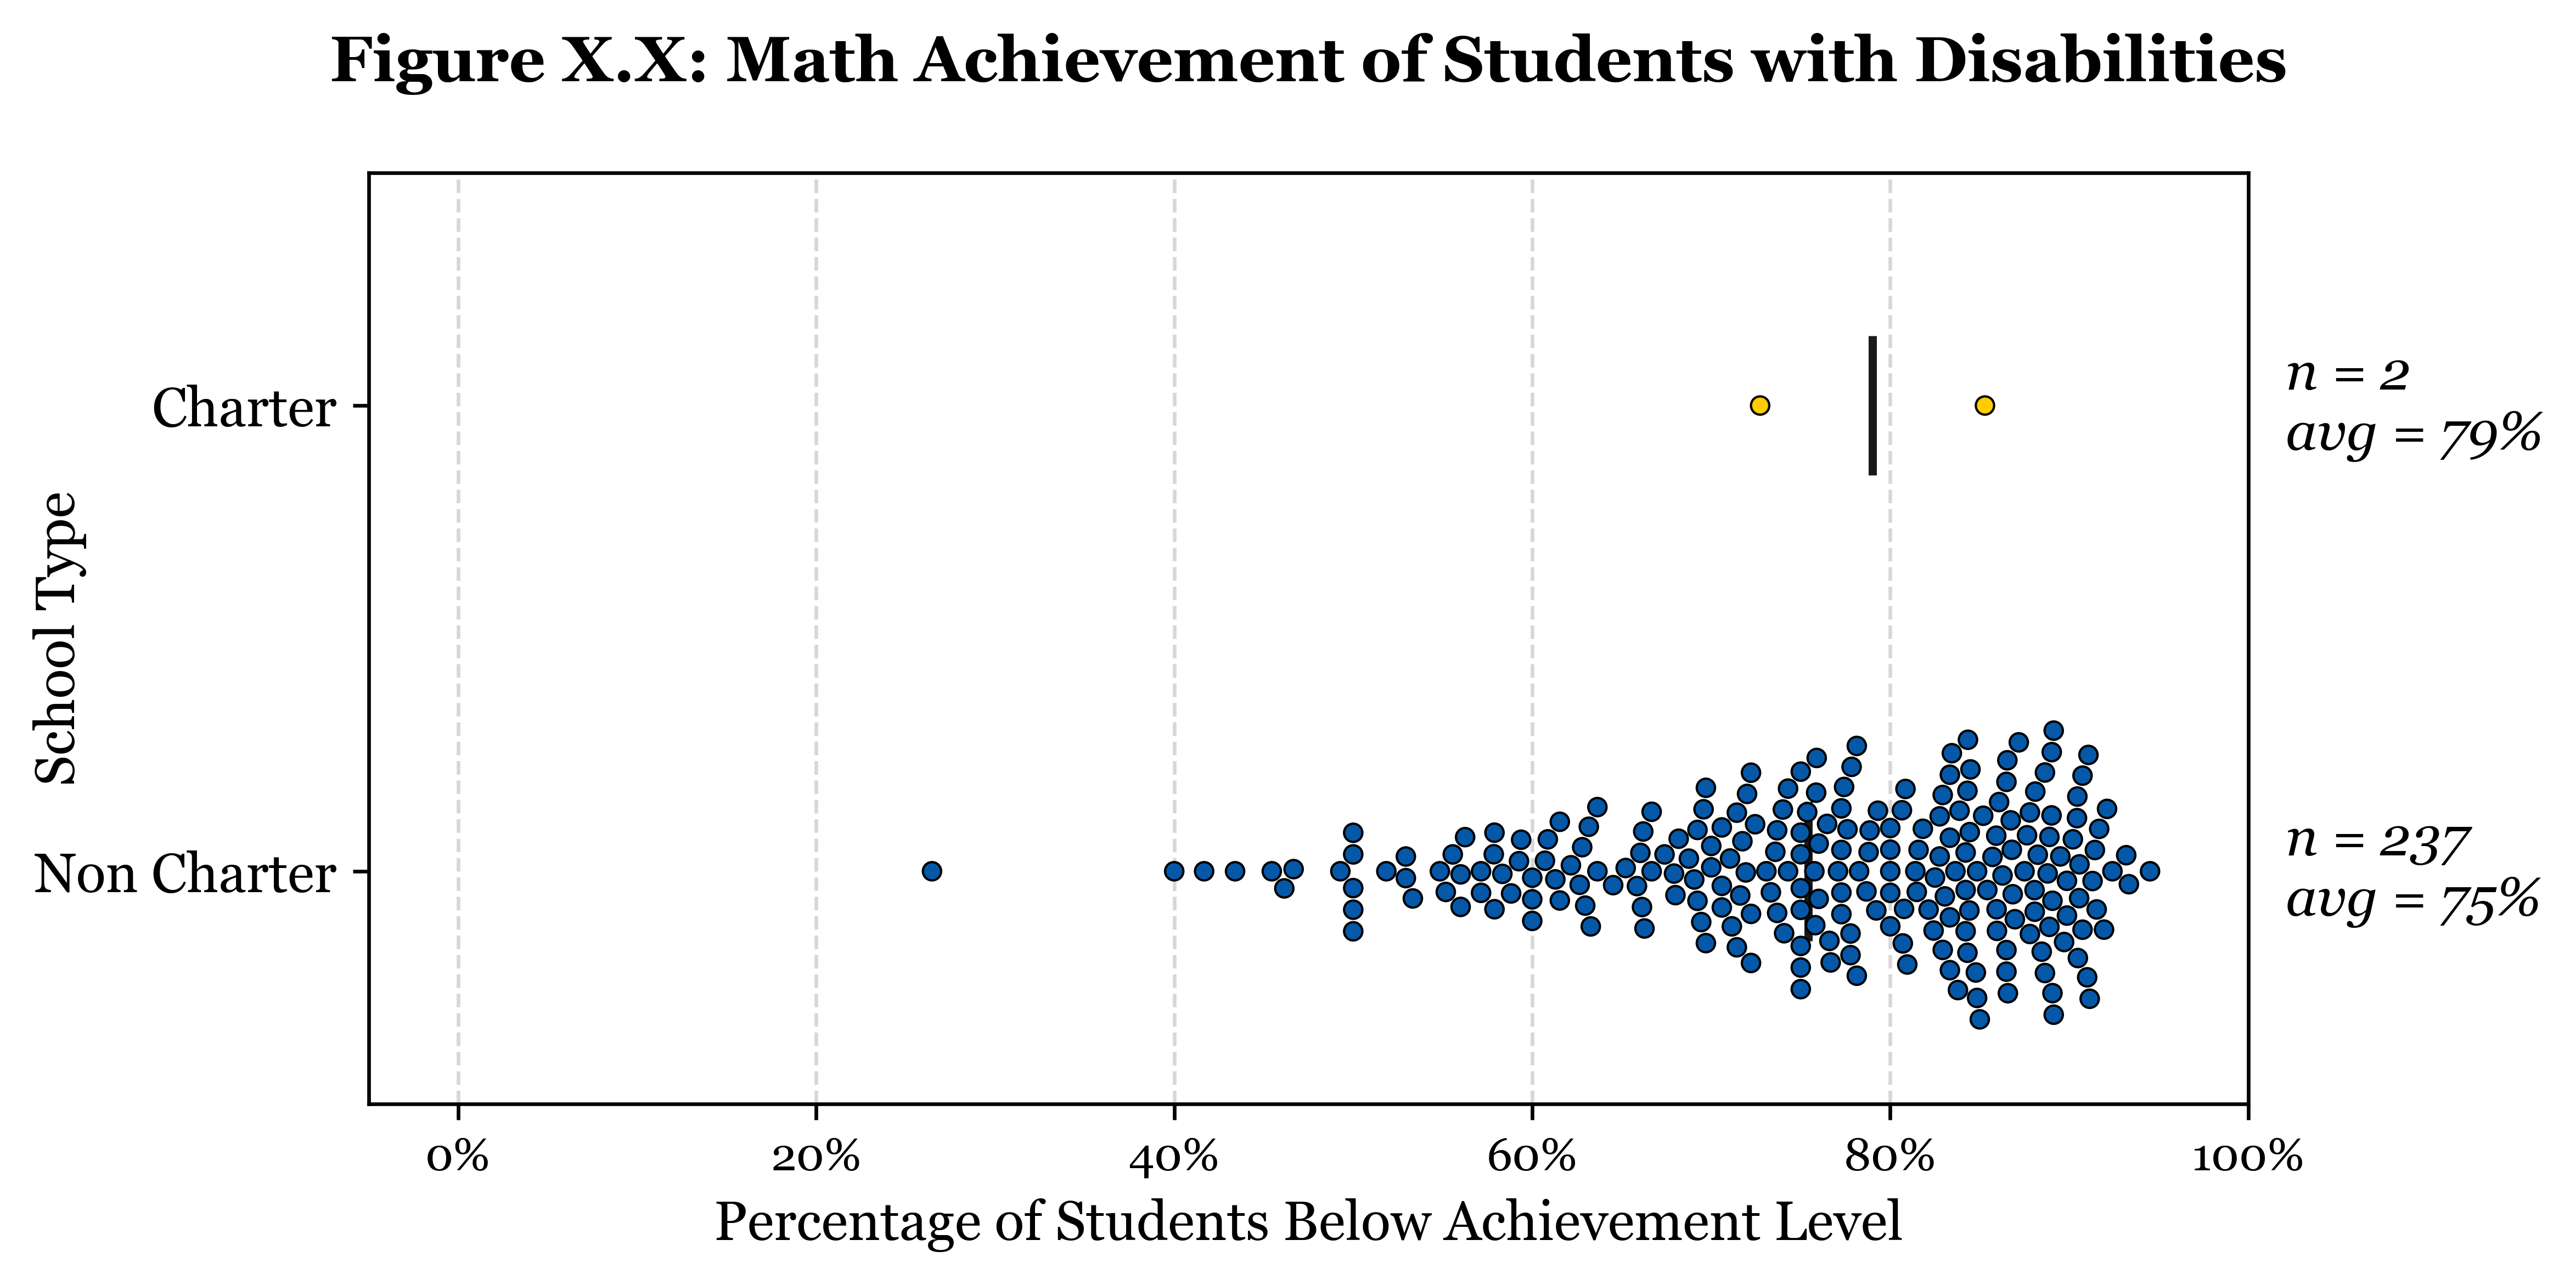 Figure X.X: Math Achievement of Students with Disabilities
Charter
n = 2
avg = 79%
School Type
Non Charter
n = 237
avg = 75%
0% 20% 40% 60% 80% 100%
Percentage of Students Below Achievement Level